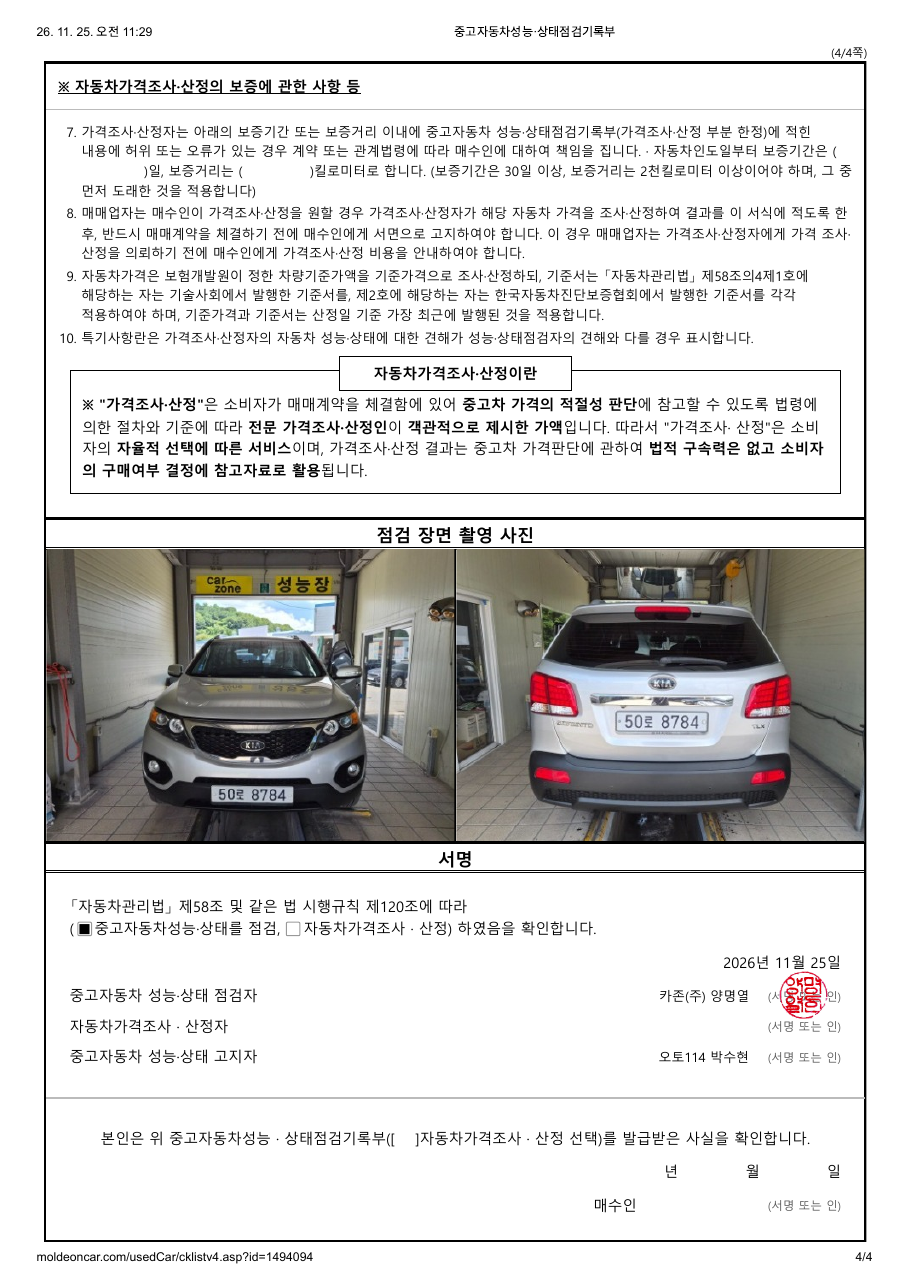 26. 11. 25. 오전 11:29 중고자동차성능·상태점검기록부
(4/4쪽)
※ 자동차가격조사·산정의 보증에 관한 사항 등
7. 가격조사·산정자는 아래의 보증기간 또는 보증거리 이내에 중고자동차 성능·상태점검기록부(가격조사·산정 부분 한정)에 적힌
내용에 허위 또는 오류가 있는 경우 계약 또는 관계법령에 따라 매수인에 대하여 책임을 집니다. · 자동차인도일부터 보증기간은 (
)일, 보증거리는 ( )킬로미터로 합니다. (보증기간은 30일 이상, 보증거리는 2천킬로미터 이상이어야 하며, 그 중
먼저 도래한 것을 적용합니다)
8. 매매업자는 매수인이 가격조사·산정을 원할 경우 가격조사·산정자가 해당 자동차 가격을 조사·산정하여 결과를 이 서식에 적도록 한
후, 반드시 매매계약을 체결하기 전에 매수인에게 서면으로 고지하여야 합니다. 이 경우 매매업자는 가격조사·산정자에게 가격 조사·
산정을 의뢰하기 전에 매수인에게 가격조사·산정 비용을 안내하여야 합니다.
9. 자동차가격은 보험개발원이 정한 차량기준가액을 기준가격으로 조사·산정하되, 기준서는「자동차관리법」제58조의4제1호에
해당하는 자는 기술사회에서 발행한 기준서를, 제2호에 해당하는 자는 한국자동차진단보증협회에서 발행한 기준서를 각각
적용하여야 하며, 기준가격과 기준서는 산정일 기준 가장 최근에 발행된 것을 적용합니다.
10. 특기사항란은 가격조사·산정자의 자동차 성능·상태에 대한 견해가 성능·상태점검자의 견해와 다를 경우 표시합니다.
자동차가격조사·산정이란
※ "가격조사·산정"은 소비자가 매매계약을 체결함에 있어 중고차 가격의 적절성 판단에 참고할 수 있도록 법령에
의한 절차와 기준에 따라 전문 가격조사·산정인이 객관적으로 제시한 가액입니다. 따라서 "가격조사· 산정"은 소비
자의 자율적 선택에 따른 서비스이며, 가격조사·산정 결과는 중고차 가격판단에 관하여 법적 구속력은 없고 소비자
의 구매여부 결정에 참고자료로 활용됩니다.
점검 장면 촬영 사진
car zone 성능장
KIA
50로 8784
KIA
SORENTO TLX
50로 8784
서명
「자동차관리법」제58조 및 같은 법 시행규칙 제120조에 따라
(■중고자동차성능·상태를 점검, □자동차가격조사 · 산정) 하였음을 확인합니다.
2026년 11월 25일
중고자동차 성능·상태 점검자 카존(주) 양명열 (서명 또는 인)
자동차가격조사 · 산정자 (서명 또는 인)
중고자동차 성능·상태 고지자 오토114 박수현 (서명 또는 인)
본인은 위 중고자동차성능 · 상태점검기록부([ ]자동차가격조사 · 산정 선택)를 발급받은 사실을 확인합니다.
년 월 일
매수인 (서명 또는 인)
moldeoncar.com/usedCar/cklistv4.asp?id=1494094 4/4